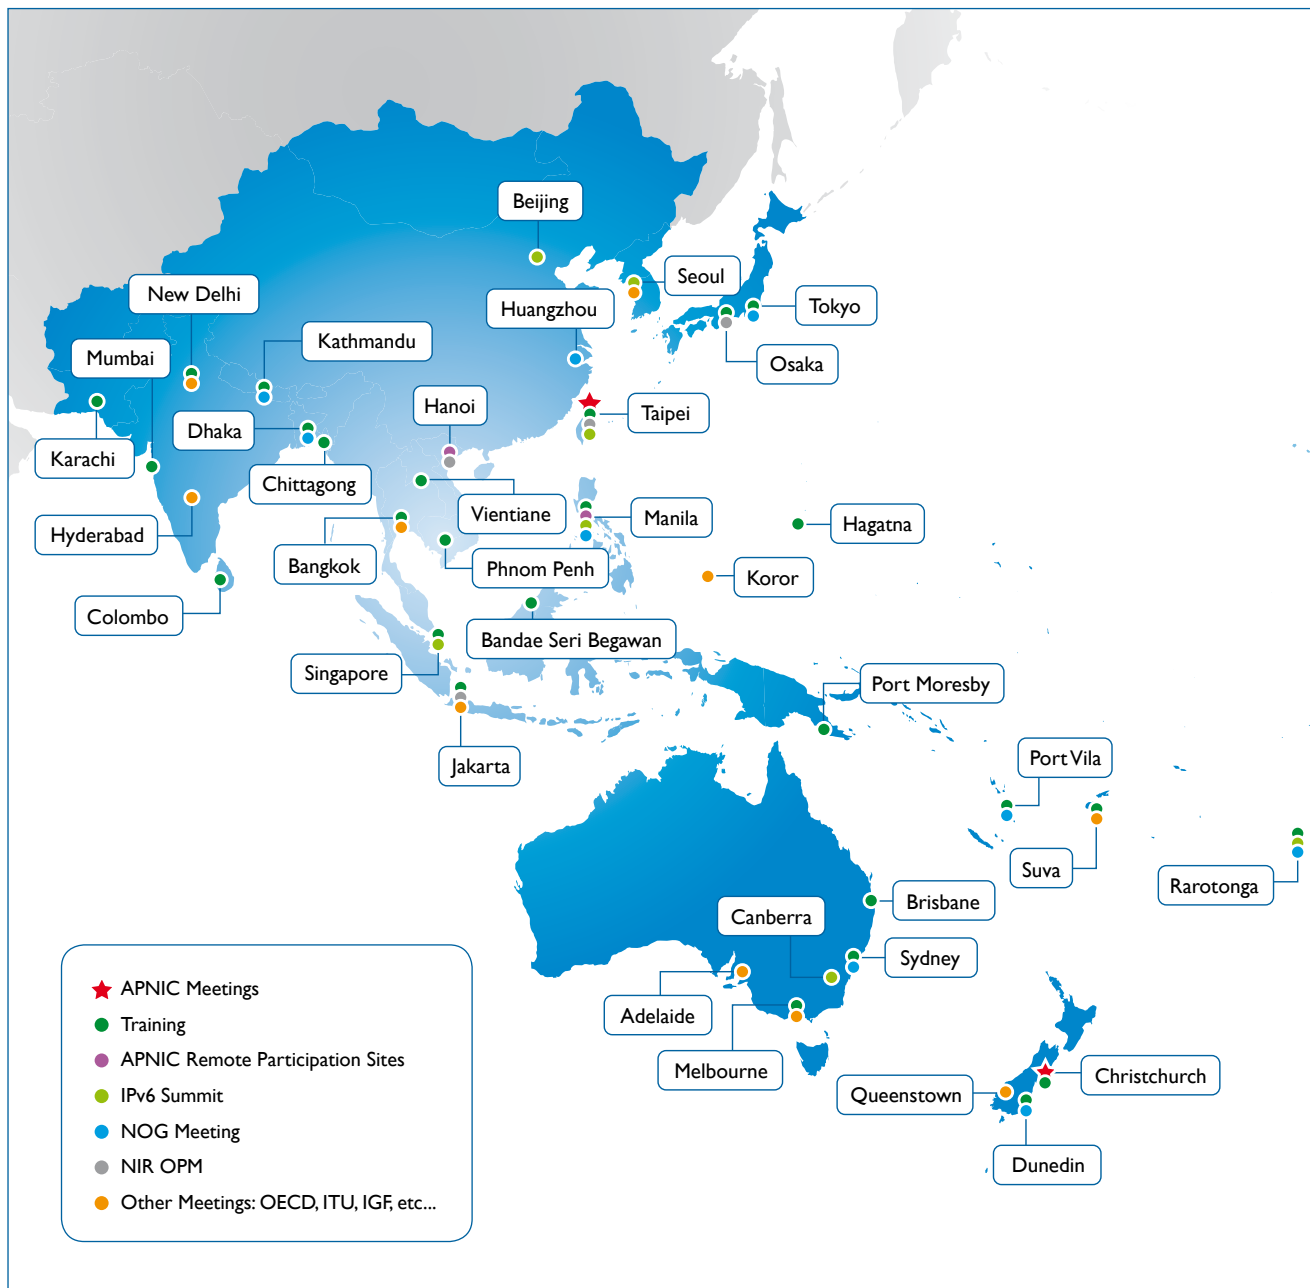 Beijing
Seoul
New Delhi
Huangzhou
Tokyo
Kathmandu
Mumbai
Osaka
Hanoi
Taipei
Dhaka
Karachi
Chittagong
Vientiane
Manila
Hagatna
Hyderabad
Bangkok
Phnom Penh
Koror
Colombo
Bandae Seri Begawan
Singapore
Port Moresby
Jakarta
Port Vila
Suva
Rarotonga
Brisbane
Canberra
Sydney
Adelaide
Melbourne
Christchurch
Queenstown
Dunedin
APNIC Meetings
Training
APNIC Remote Participation Sites
IPv6 Summit
NOG Meeting
NIR OPM
Other Meetings: OECD, ITU, IGF, etc...